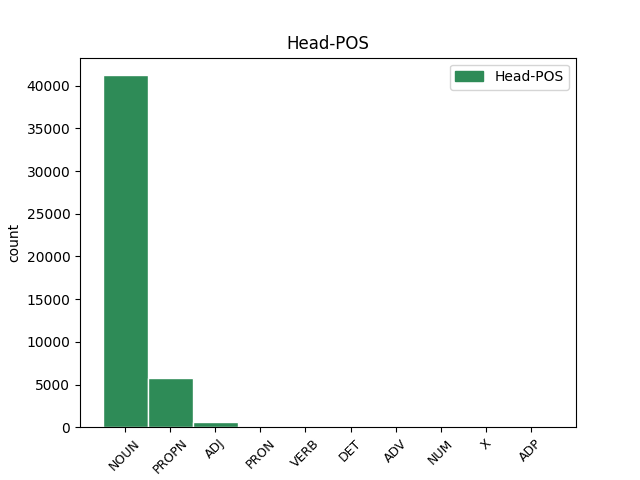 Head-POS
Head-POS
count
40000
35000
30000
25000
20000
15000
10000
5000
0
NOUN PROPN ADJ PRON VERB DET ADV NUM X ADP